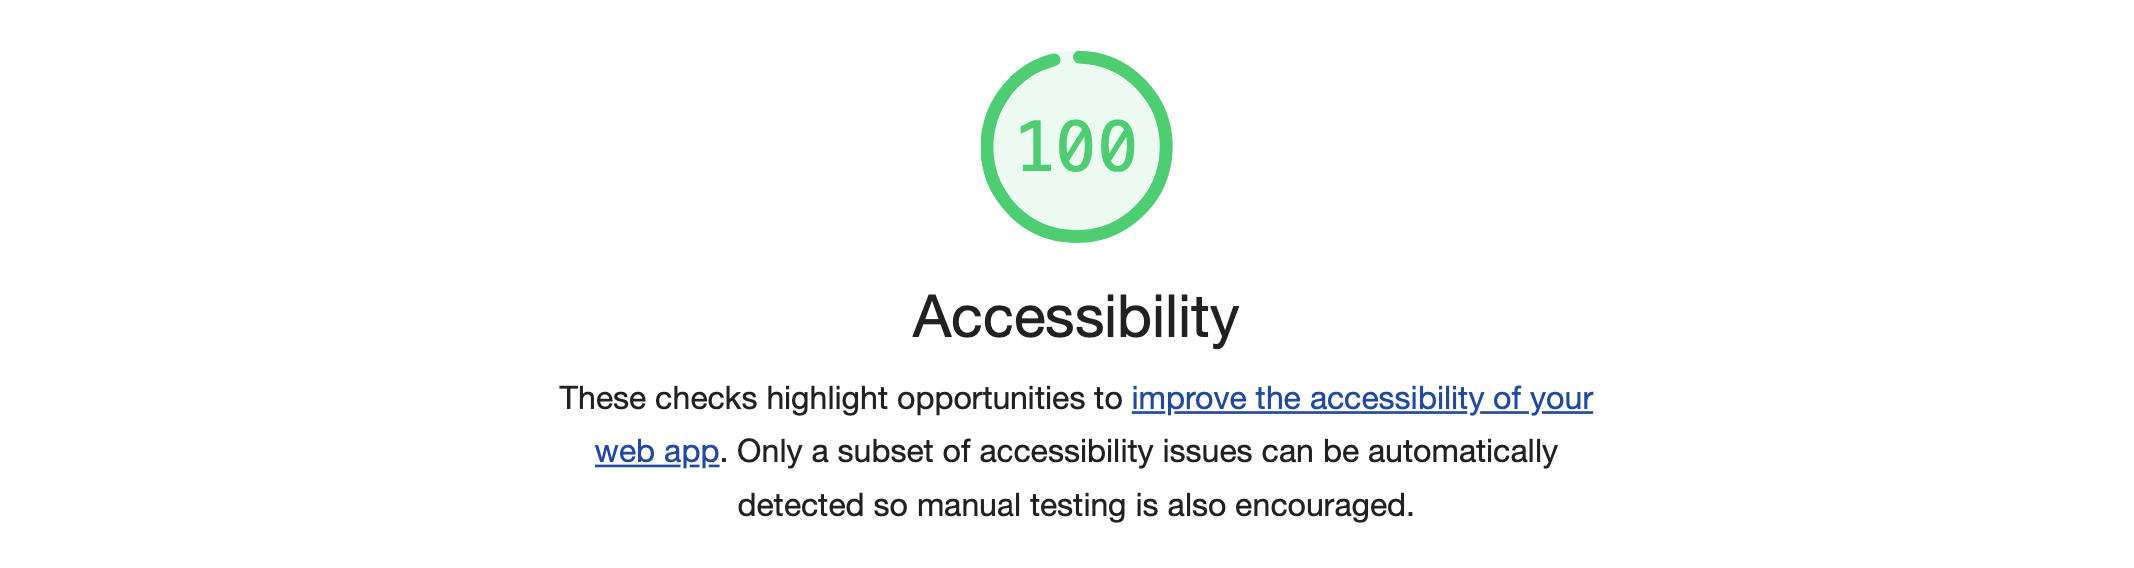 100
Accessibility
These checks highlight opportunities to improve the accessibility of your
web app. Only a subset of accessibility issues can be automatically
detected so manual testing is also encouraged.